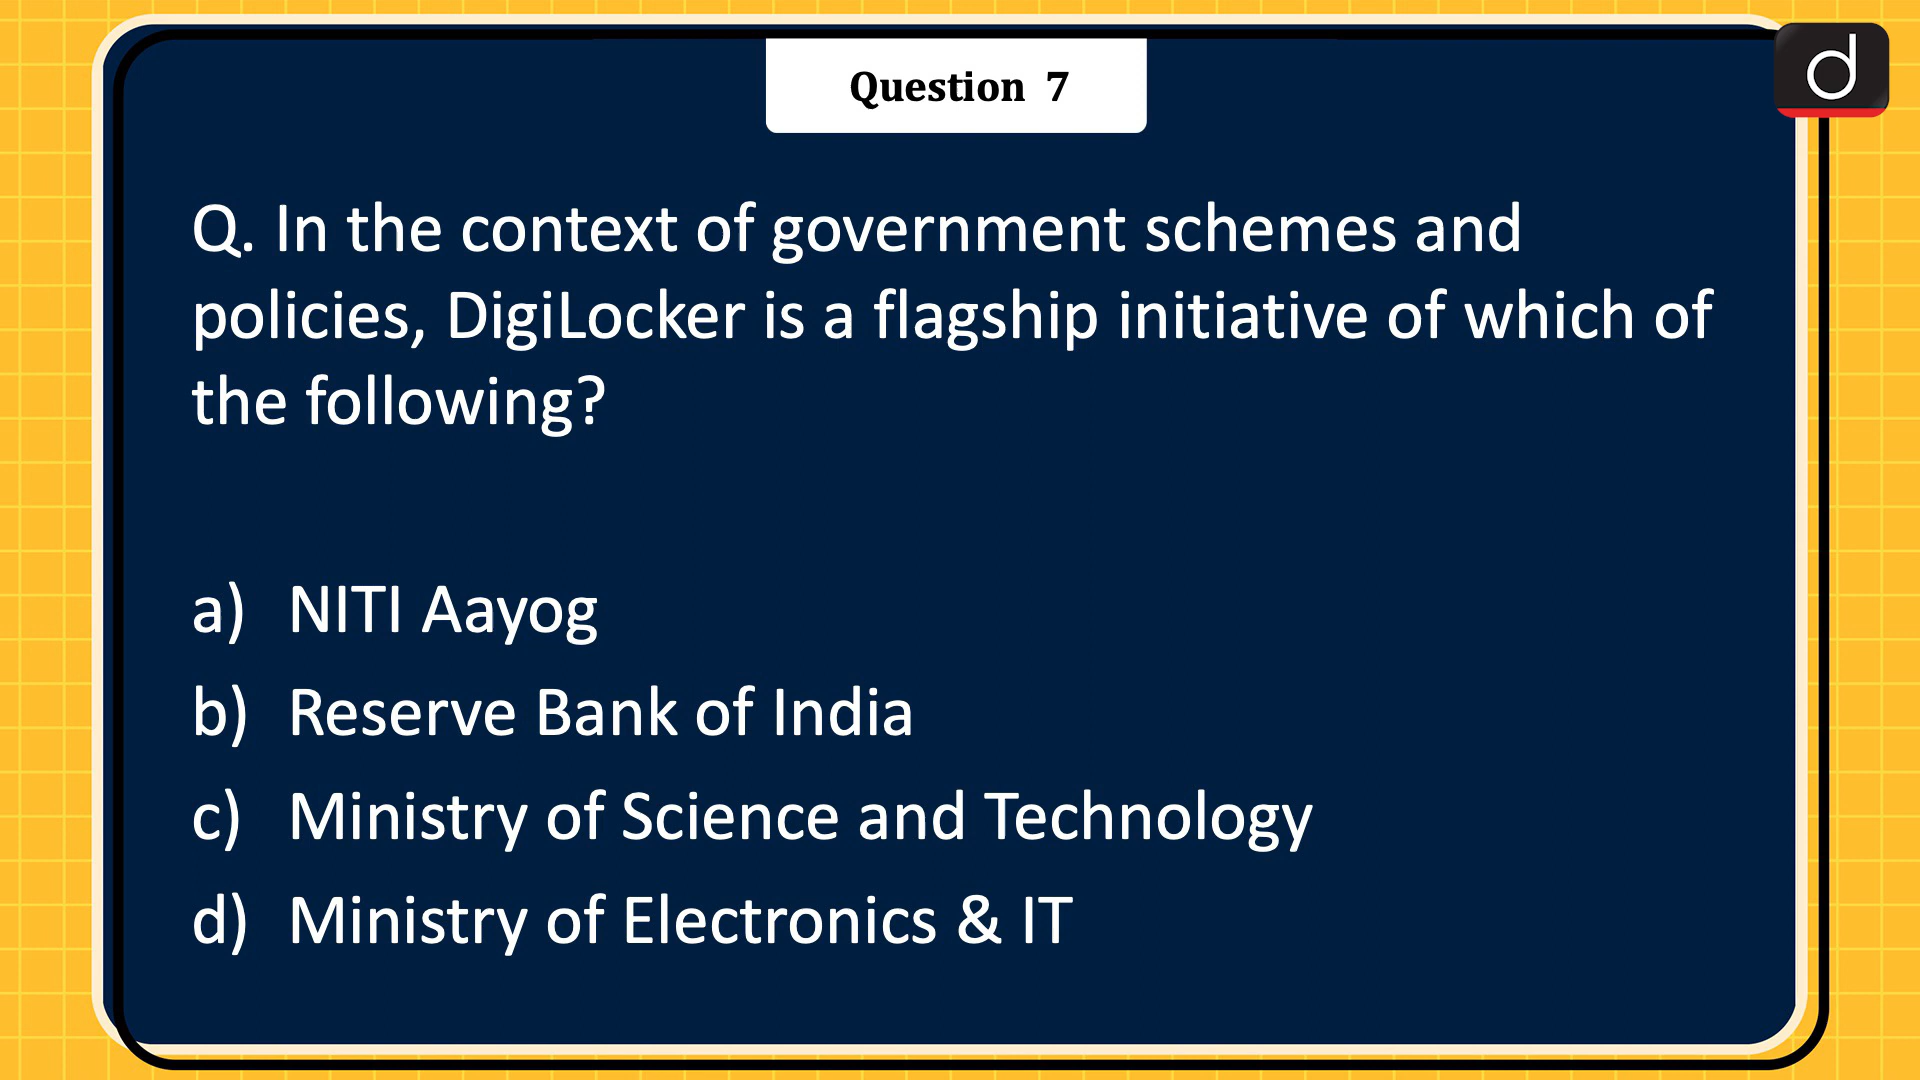 Question 7
Q. In the context of government schemes and
policies, DigiLocker is a flagship initiative of which of
the following?
a) NITI Aayog
b) Reserve Bank of India
c) Ministry of Science and Technology
d) Ministry of Electronics & IT
d